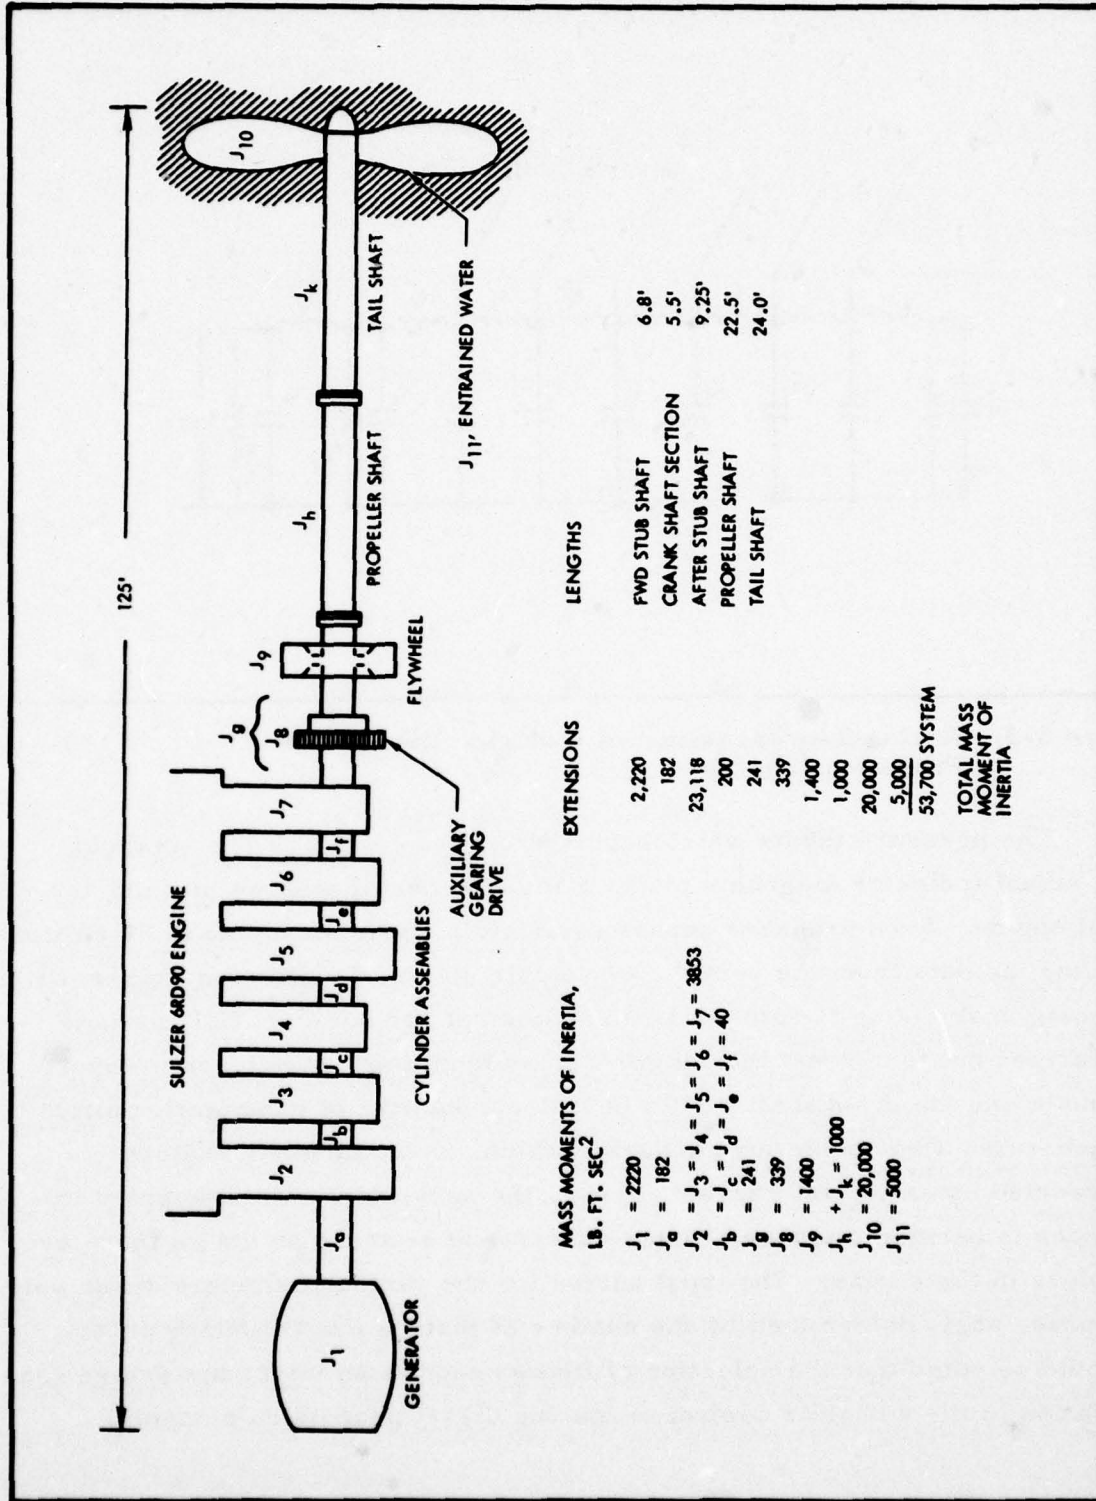 125'
SULZER 6RD90 ENGINE
J1
Ja
J2
Jb
J3
Jc
J4
Jd
J5
Je
J6
Jf
J7
Jg
J8
J9
Jh
Jk
J10
GENERATOR
CYLINDER ASSEMBLIES
AUXILIARY
GEARING
DRIVE
FLYWHEEL
PROPELLER SHAFT
TAIL SHAFT
J11, ENTRAINED WATER
MASS MOMENTS OF INERTIA,
LB. FT. SEC2
J1 = 2220
Ja = 182
J2 = J3 = J4 = J5 = J6 = J7 = 3853
Jb = Jc = Jd = Je = Jf = 40
Jg = 241
J8 = 339
J9 = 1400
Jh + Jk = 1000
J10 = 20,000
J11 = 5000
EXTENSIONS
2,220
182
23,118
200
241
339
1,400
1,000
20,000
5,000
53,700 SYSTEM
TOTAL MASS
MOMENT OF
INERTIA
LENGTHS
FWD STUB SHAFT 6.8'
CRANK SHAFT SECTION 5.5'
AFTER STUB SHAFT 9.25'
PROPELLER SHAFT 22.5'
TAIL SHAFT 24.0'